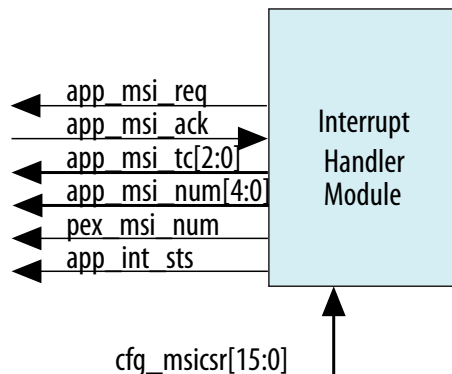 app_msi_req
app_msi_ack
app_msi_tc[2:0]
app_msi_num[4:0]
pex_msi_num
app_int_sts
Interrupt
Handler
Module
cfg_msicsr[15:0]